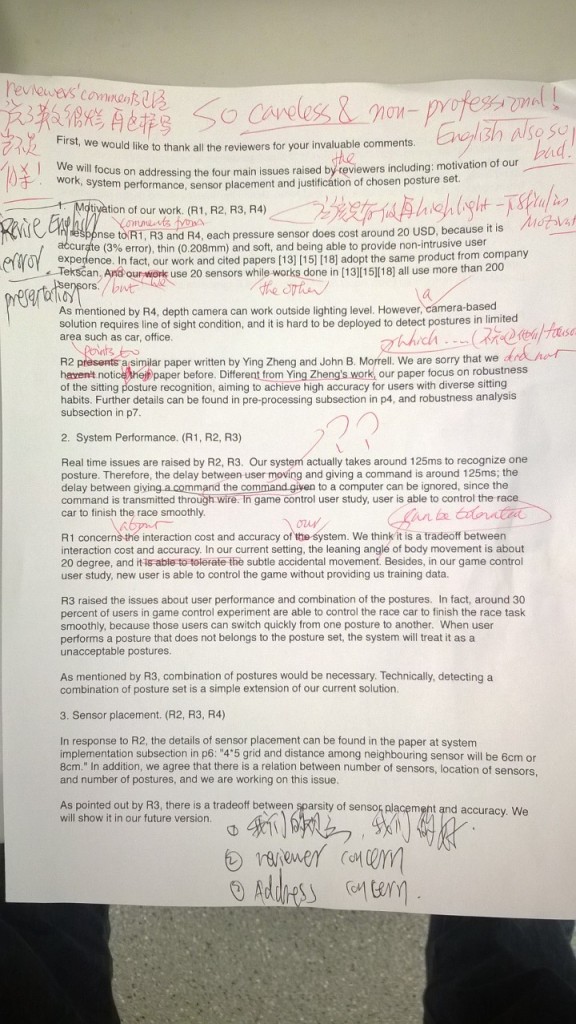 reviewers' comments已经
So careless & non-professional!
English also so bad!
First, we would like to thank all the reviewers for your invaluable comments.
the
We will focus on addressing the four main issues raised by reviewers including: motivation of our
work, system performance, sensor placement and justification of chosen posture set.
Revise English
error
presentation
1. Motivation of our work. (R1, R2, R3, R4)
comments from
In response to R1, R3 and R4, each pressure sensor does cost around 20 USD, because it is
accurate (3% error), thin (0.208mm) and soft, and being able to provide non-intrusive user
experience. In fact, our work and cited papers [13] [15] [18] adopt the same product from company
Tekscan. And our work use 20 sensors while works done in [13][15][18] all use more than 200
sensors.
but we
the other
a
As mentioned by R4, depth camera can work outside lighting level. However, camera-based
solution requires line of sight condition, and it is hard to be deployed to detect postures in limited
area such as car, office.
which
points to
R2 presents a similar paper written by Ying Zheng and John B. Morrell. We are sorry that we
did not
haven't notice their paper before. Different from Ying Zheng's work, our paper focus on robustness
of the sitting posture recognition, aiming to achieve high accuracy for users with diverse sitting
habits. Further details can be found in pre-processing subsection in p4, and robustness analysis
subsection in p7.
2. System Performance. (R1, R2, R3)
??
Real time issues are raised by R2, R3. Our system actually takes around 125ms to recognize one
posture. Therefore, the delay between user moving and giving a command is around 125ms; the
delay between giving a command the command given to a computer can be ignored, since the
command is transmitted through wire. In game control user study, user is able to control the race
car to finish the race smoothly.
about
our
can be tolerated
R1 concerns the interaction cost and accuracy of the system. We think it is a tradeoff between
interaction cost and accuracy. In our current setting, the leaning angle of body movement is about
20 degree, and it is able to tolerate the subtle accidental movement. Besides, in our game control
user study, new user is able to control the game without providing us training data.
R3 raised the issues about user performance and combination of the postures. In fact, around 30
percent of users in game control experiment are able to control the race car to finish the race task
smoothly, because those users can switch quickly from one posture to another. When user
performs a posture that does not belongs to the posture set, the system will treat it as a
unacceptable postures.
As mentioned by R3, combination of postures would be necessary. Technically, detecting a
combination of posture set is a simple extension of our current solution.
3. Sensor placement. (R2, R3, R4)
In response to R2, the details of sensor placement can be found in the paper at system
implementation subsection in p6: "4*5 grid and distance among neighbouring sensor will be 6cm or
8cm." In addition, we agree that there is a relation between number of sensors, location of sensors,
and number of postures, and we are working on this issue.
As pointed out by R3, there is a tradeoff between sparsity of sensor placement and accuracy. We
will show it in our future version.
② reviewer concern
③ Address concern.